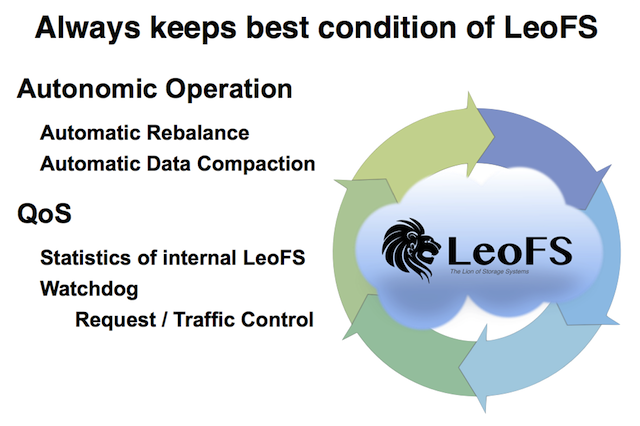 Always keeps best condition of LeoFS
Autonomic Operation
Automatic Rebalance
Automatic Data Compaction
QoS
Statistics of internal LeoFS
Watchdog
Request / Traffic Control
LeoFS
The Lion of Storage Systems